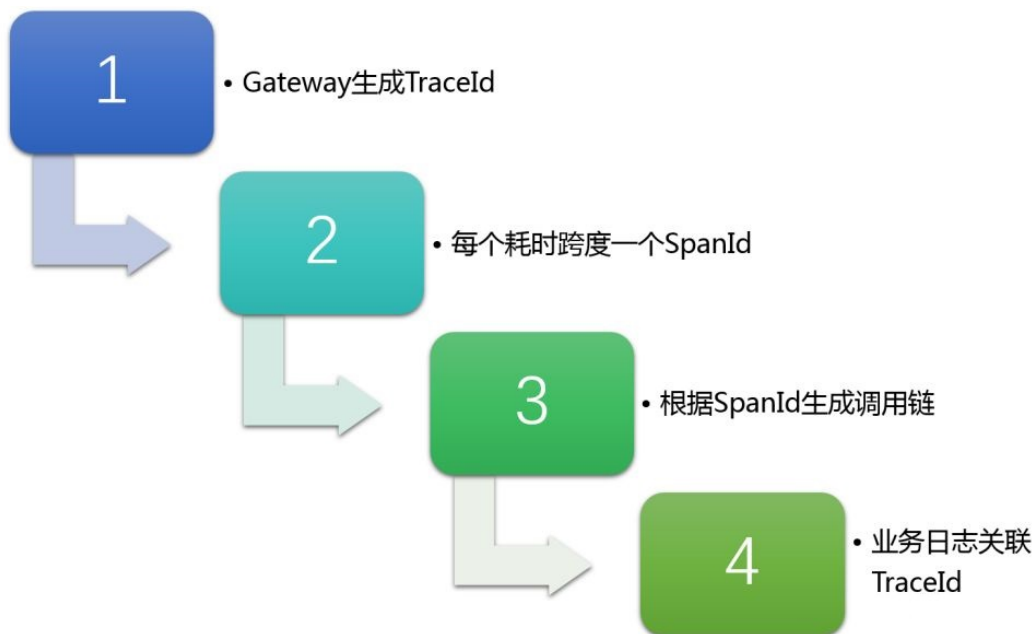 1
• Gateway生成TraceId
2
• 每个耗时跨度一个SpanId
3
• 根据SpanId生成调用链
4
• 业务日志关联
TraceId